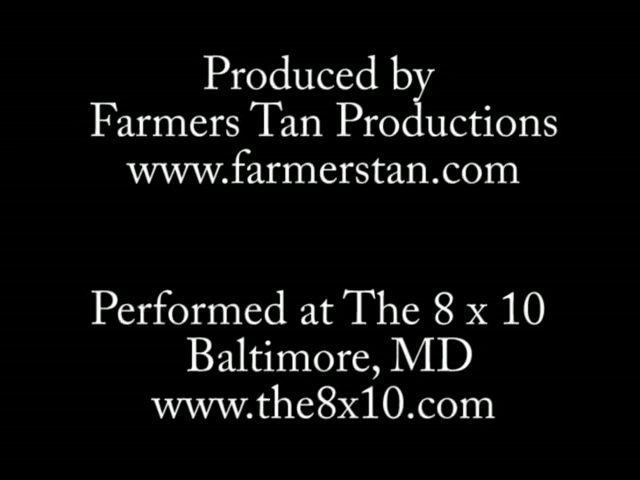 Produced by
Farmers Tan Productions
www.farmerstan.com
Performed at The 8 x 10
Baltimore, MD
www.the8x10.com